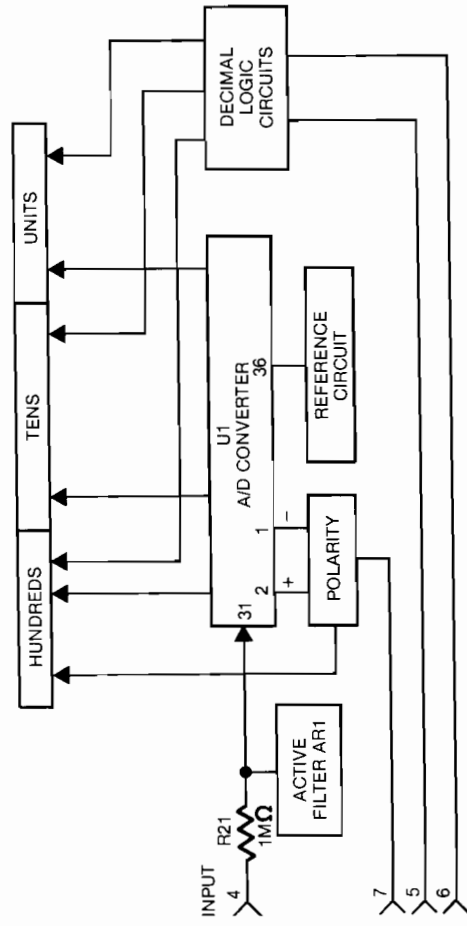 HUNDREDS
TENS
UNITS
DECIMAL
LOGIC
CIRCUITS
U1
A/D CONVERTER
31
2
1
36
+
−
POLARITY
REFERENCE
CIRCUIT
INPUT
4
R21
1MΩ
ACTIVE
FILTER AR1
7
5
6